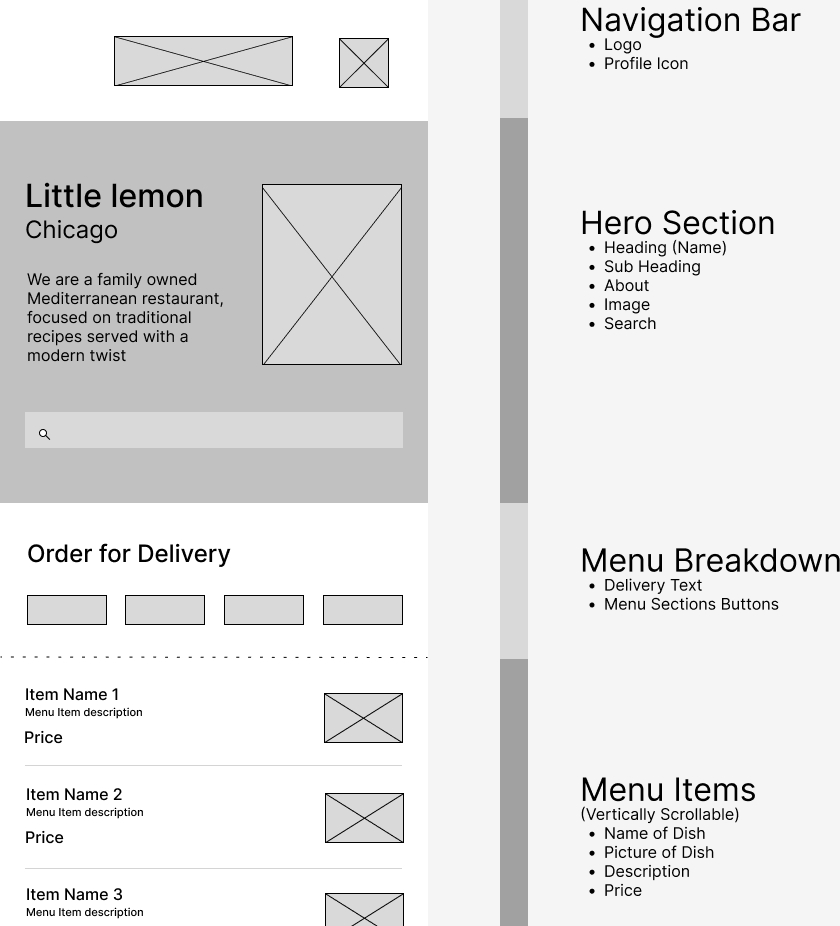 Little lemon
Chicago
We are a family owned
Mediterranean restaurant,
focused on traditional
recipes served with a
modern twist
Order for Delivery
Item Name 1
Menu Item description
Price
Item Name 2
Menu Item description
Price
Item Name 3
Menu Item description
Navigation Bar
• Logo
• Profile Icon
Hero Section
• Heading (Name)
• Sub Heading
• About
• Image
• Search
Menu Breakdown
• Delivery Text
• Menu Sections Buttons
Menu Items
(Vertically Scrollable)
• Name of Dish
• Picture of Dish
• Description
• Price